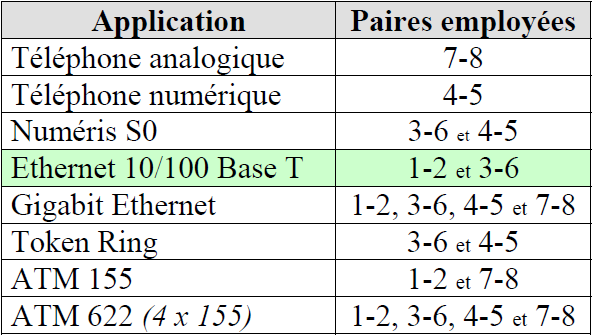 Application Paires employées
Téléphone analogique 7-8
Téléphone numérique 4-5
Numéris S0 3-6 et 4-5
Ethernet 10/100 Base T 1-2 et 3-6
Gigabit Ethernet 1-2, 3-6, 4-5 et 7-8
Token Ring 3-6 et 4-5
ATM 155 1-2 et 7-8
ATM 622 (4 x 155) 1-2, 3-6, 4-5 et 7-8